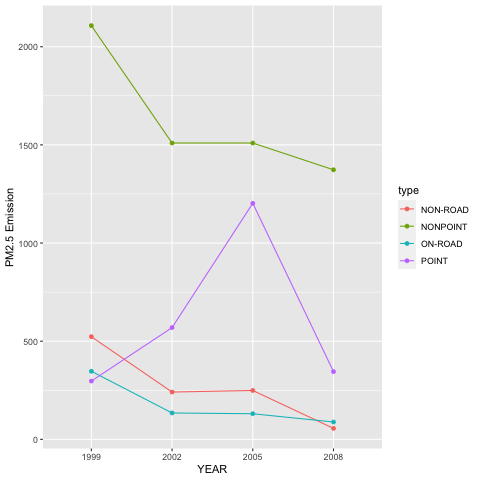 PM2.5 Emission
2000
1500
1000
500
0
1999 2002 2005 2008
YEAR
type
NON-ROAD
NONPOINT
ON-ROAD
POINT